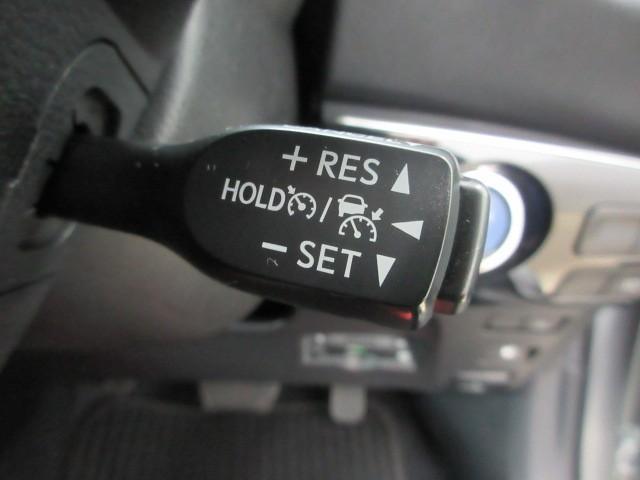 + RES ▲
HOLD / ◀
− SET ▼